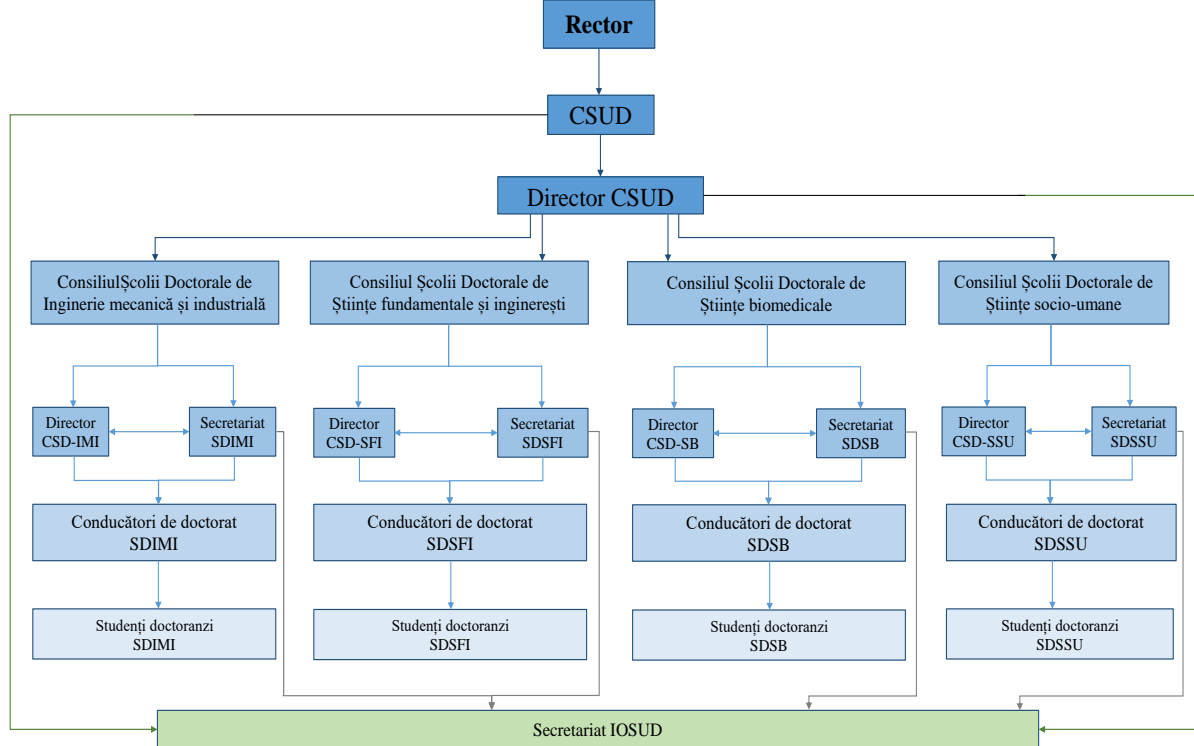 Rector
CSUD
Director CSUD
ConsiliulȘcolii Doctorale de
Inginerie mecanică și industrială
Consiliul Școlii Doctorale de
Științe fundamentale și inginerești
Consiliul Școlii Doctorale de
Științe biomedicale
Consiliul Școlii Doctorale de
Științe socio-umane
Director
CSD-IMI
Secretariat
SDIMI
Director
CSD-SFI
Secretariat
SDSFI
Director
CSD-SB
Secretariat
SDSB
Director
CSD-SSU
Secretariat
SDSSU
Conducători de doctorat
SDIMI
Conducători de doctorat
SDSFI
Conducători de doctorat
SDSB
Conducători de doctorat
SDSSU
Studenți doctoranzi
SDIMI
Studenți doctoranzi
SDSFI
Studenți doctoranzi
SDSB
Studenți doctoranzi
SDSSU
Secretariat IOSUD